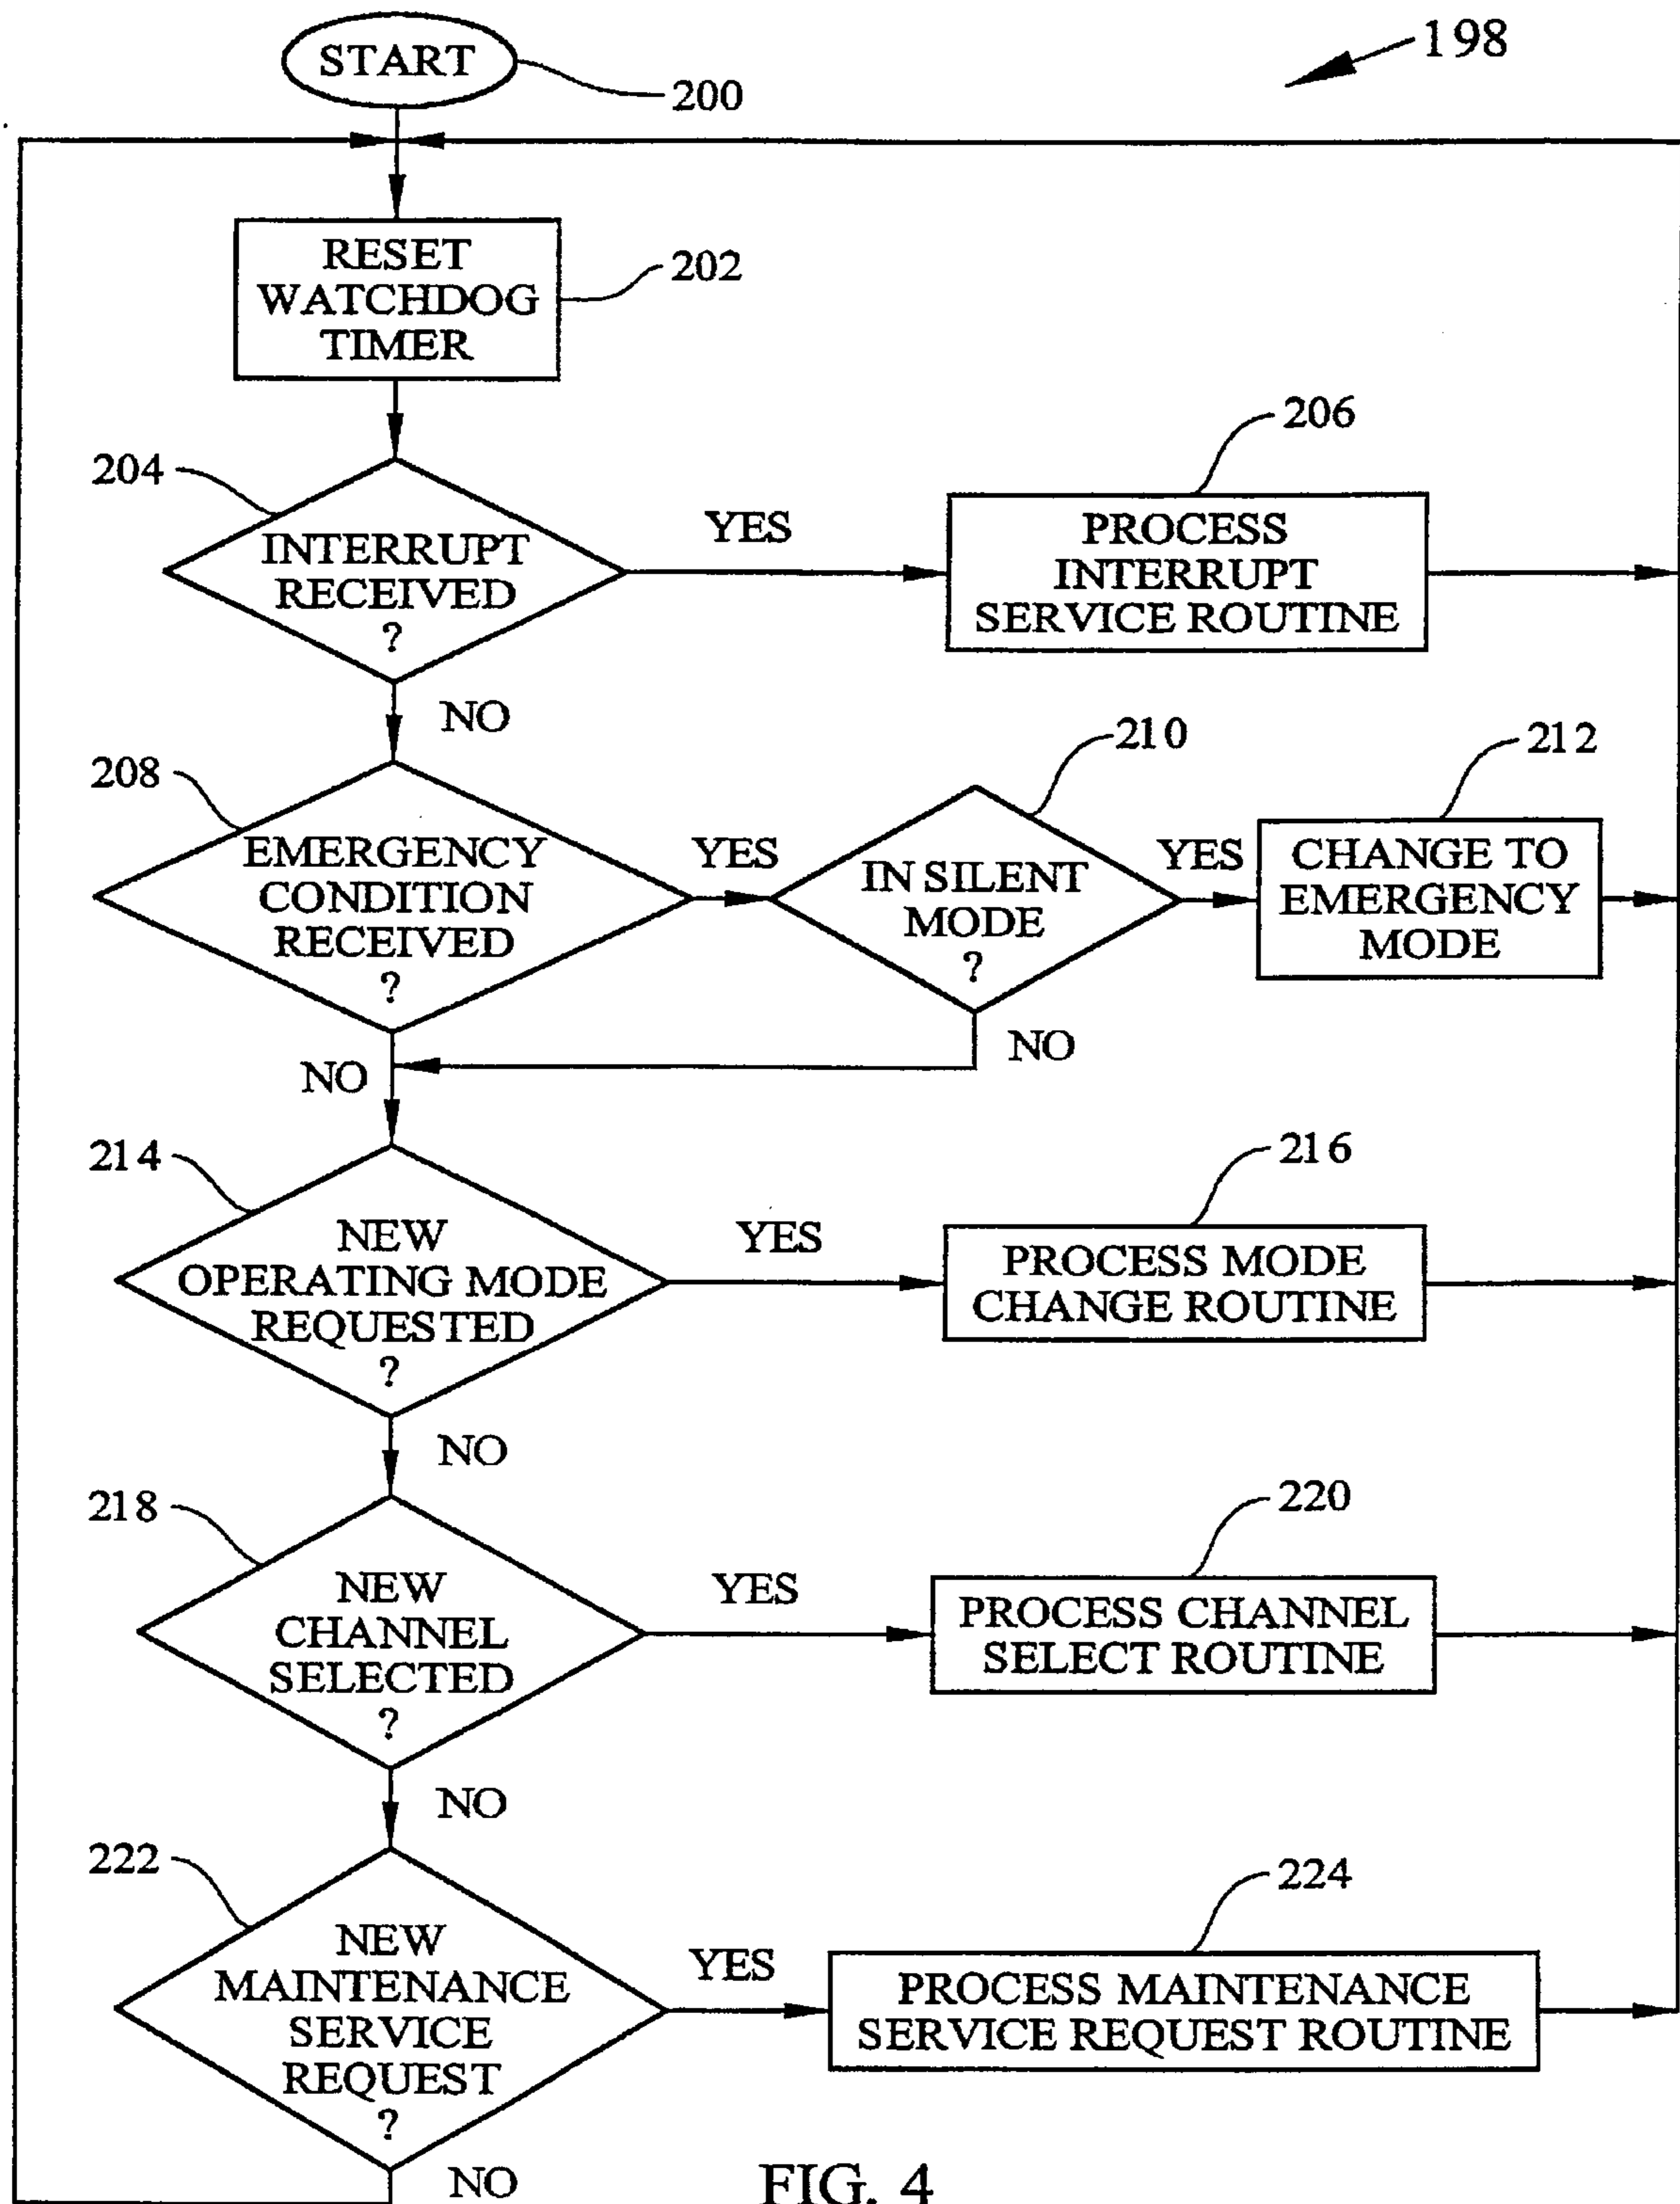 START
200
198
RESET
WATCHDOG
TIMER
202
204
INTERRUPT
RECEIVED
?
YES
206
PROCESS
INTERRUPT
SERVICE ROUTINE
NO
208
EMERGENCY
CONDITION
RECEIVED
?
YES
210
IN SILENT
MODE
?
YES
212
CHANGE TO
EMERGENCY
MODE
NO
NO
214
NEW
OPERATING MODE
REQUESTED
?
YES
216
PROCESS MODE
CHANGE ROUTINE
NO
218
NEW
CHANNEL
SELECTED
?
YES
220
PROCESS CHANNEL
SELECT ROUTINE
NO
222
NEW
MAINTENANCE
SERVICE
REQUEST
?
YES
224
PROCESS MAINTENANCE
SERVICE REQUEST ROUTINE
NO
FIG. 4